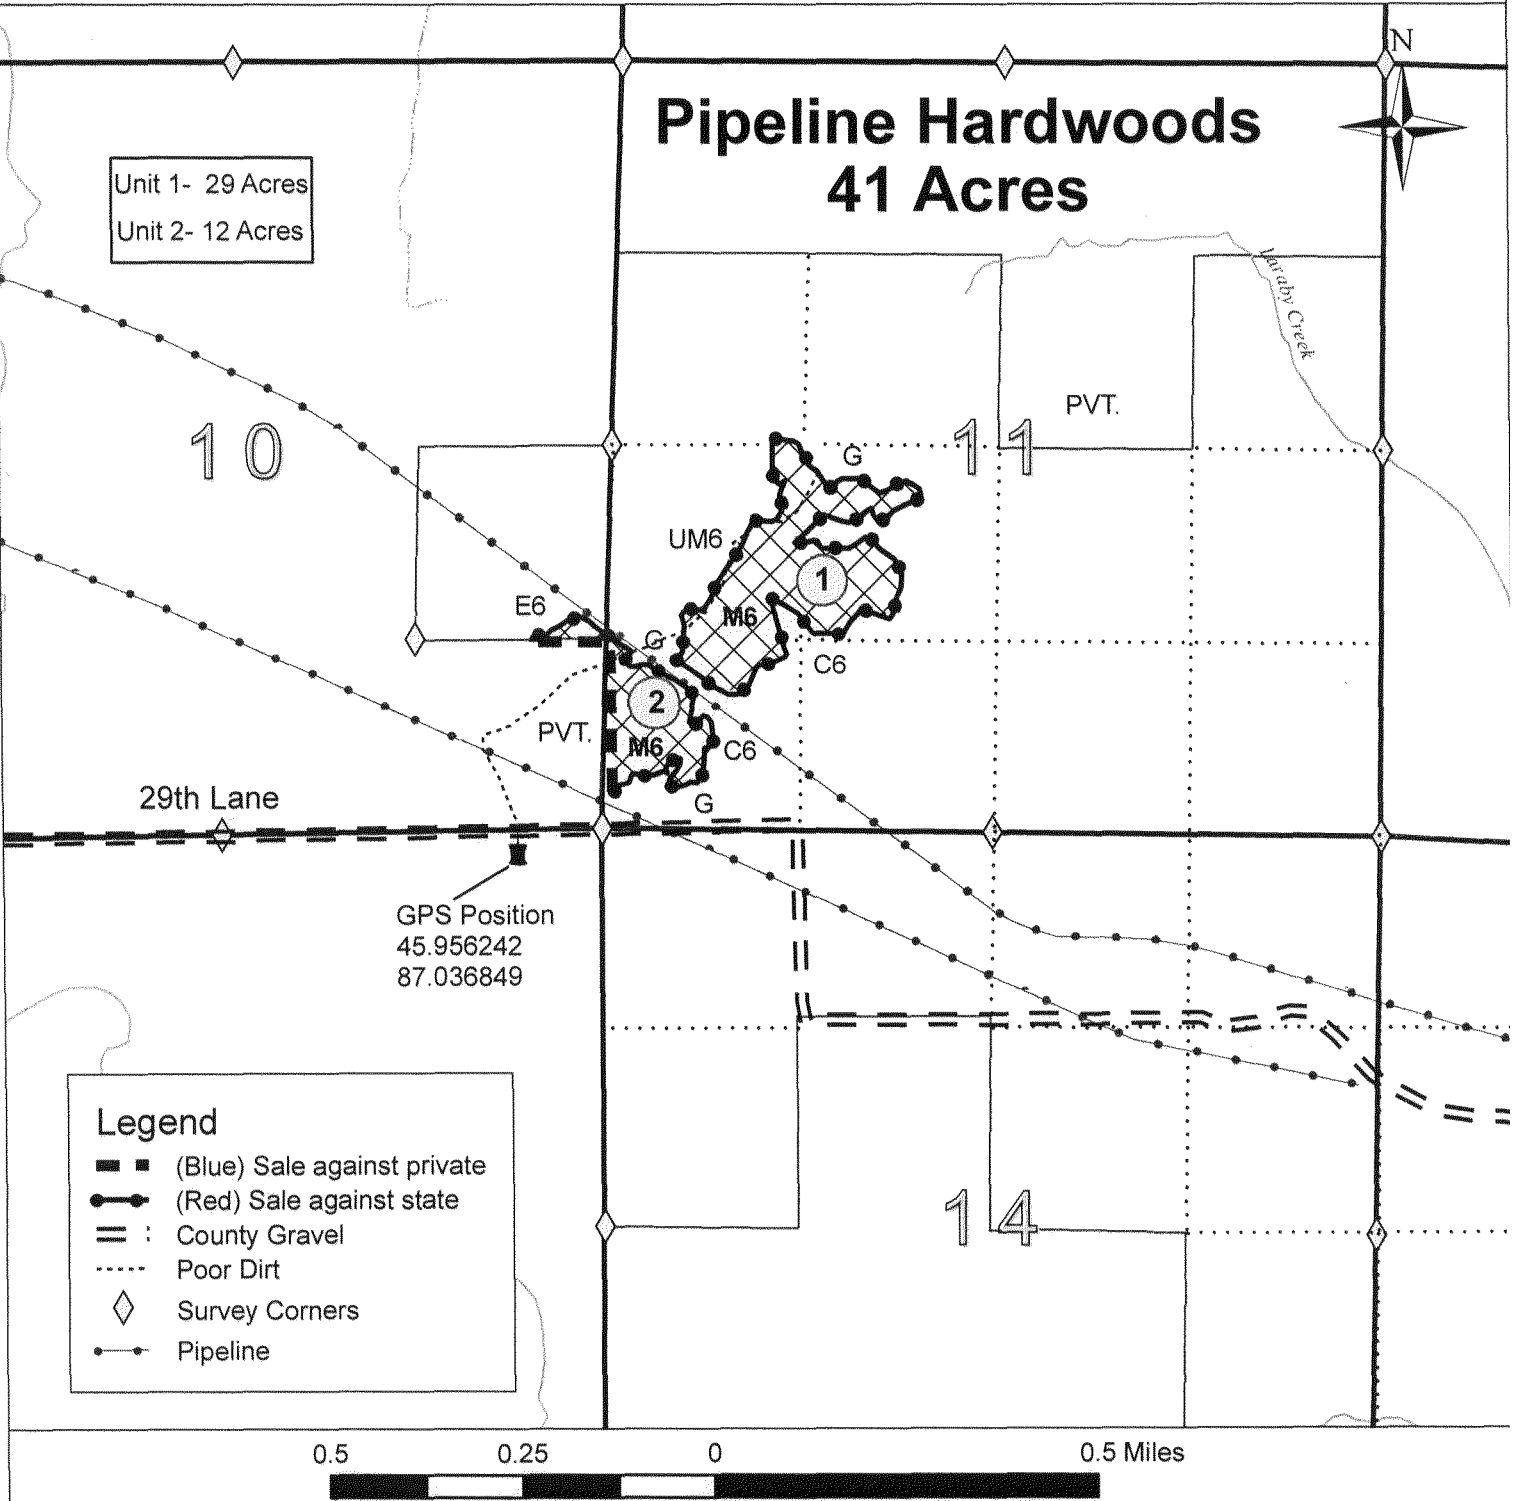 N
Pipeline Hardwoods
41 Acres
Unit 1- 29 Acres
Unit 2- 12 Acres
Laraby Creek
PVT.
10
11
G
UM6
1
E6
M6
G
C6
2
PVT.
M6
C6
29th Lane
G
GPS Position
45.956242
87.036849
Legend
(Blue) Sale against private
(Red) Sale against state
County Gravel
Poor Dirt
Survey Corners
Pipeline
14
0.5 0.25 0 0.5 Miles